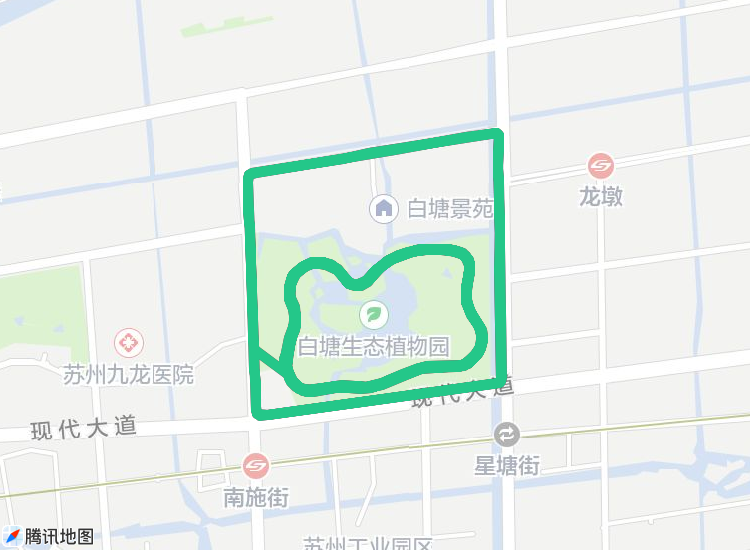 龙墩
白塘景苑
白塘生态植物园
苏州九龙医院
现代大道
现代大道
星塘街
南施街
苏州工业园区
腾讯地图